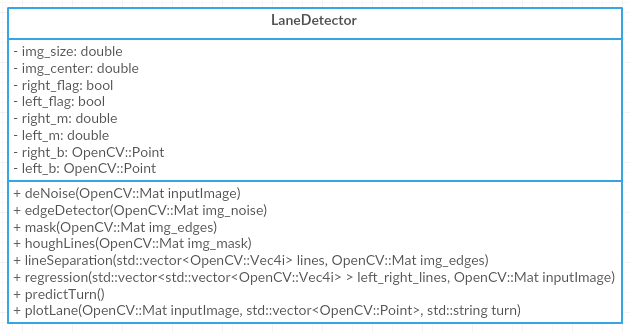 LaneDetector
- img_size: double
- img_center: double
- right_flag: bool
- left_flag: bool
- right_m: double
- left_m: double
- right_b: OpenCV::Point
- left_b: OpenCV::Point
+ deNoise(OpenCV::Mat inputImage)
+ edgeDetector(OpenCV::Mat img_noise)
+ mask(OpenCV::Mat img_edges)
+ houghLines(OpenCV::Mat img_mask)
+ lineSeparation(std::vector<OpenCV::Vec4i> lines, OpenCV::Mat img_edges)
+ regression(std::vector<std::vector<OpenCV::Vec4i> > left_right_lines, OpenCV::Mat inputImage)
+ predictTurn()
+ plotLane(OpenCV::Mat inputImage, std::vector<OpenCV::Point>, std::string turn)